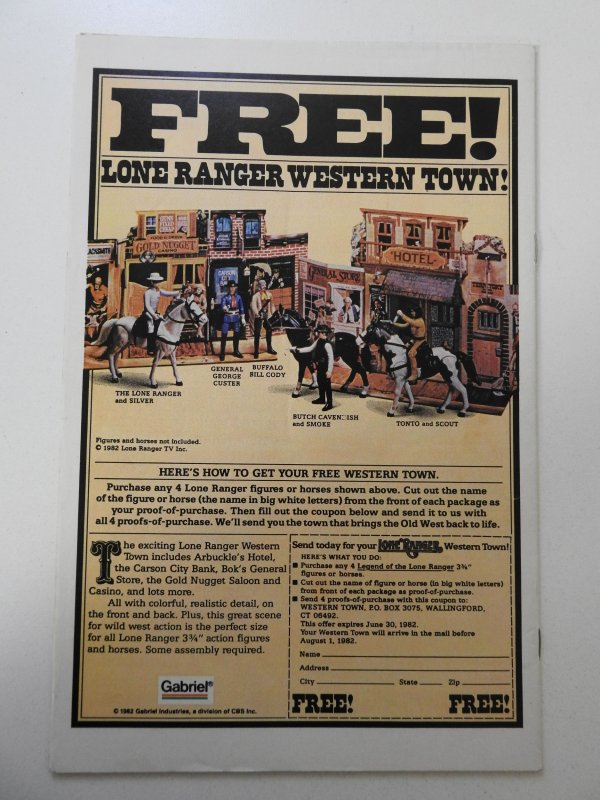 FREE!
LONE RANGER WESTERN TOWN!
GUNS
FIXED
CHEAP
FOOD & DRINK
GOLD NUGGET
CASINO
CARSON
CITY
GENERAL STORE
HOTEL
THE LONE RANGER
and SILVER
GENERAL
GEORGE
CUSTER
BUFFALO
BILL CODY
BUTCH CAVENDISH
and SMOKE
TONTO and SCOUT
Figures and horses not included.
© 1982 Lone Ranger TV Inc.
HERE'S HOW TO GET YOUR FREE WESTERN TOWN.
Purchase any 4 Lone Ranger figures or horses shown above. Cut out the name
of the figure or horse (the name in big white letters) from the front of each package as
your proof-of-purchase. Then fill out the coupon below and send it to us with
all 4 proofs-of-purchase. We'll send you the town that brings the Old West back to life.
The exciting Lone Ranger Western
Town includes Arbuckle's Hotel,
the Carson City Bank, Bok's General
Store, the Gold Nugget Saloon and
Casino, and lots more.
All with colorful, realistic detail, on
the front and back. Plus, this great scene
for wild west action is the perfect size
for all Lone Ranger 3¾" action figures
and horses. Some assembly required.
Gabriel®
© 1982 Gabriel Industries, a division of CBS Inc.
Send today for your LONE RANGER Western Town!
HERE'S WHAT YOU DO:
■ Purchase any 4 Legend of the Lone Ranger 3¾"
figures or horses.
■ Cut out the name of figure or horse (in big white letters)
from front of each package as proof-of-purchase.
■ Send 4 proofs-of-purchase with this coupon to:
WESTERN TOWN, P.O. BOX 3075, WALLINGFORD,
CT 06492.
This offer expires June 30, 1982.
Your Western Town will arrive in the mail before
August 1, 1982.
Name
Address
City State Zip
FREE! FREE!